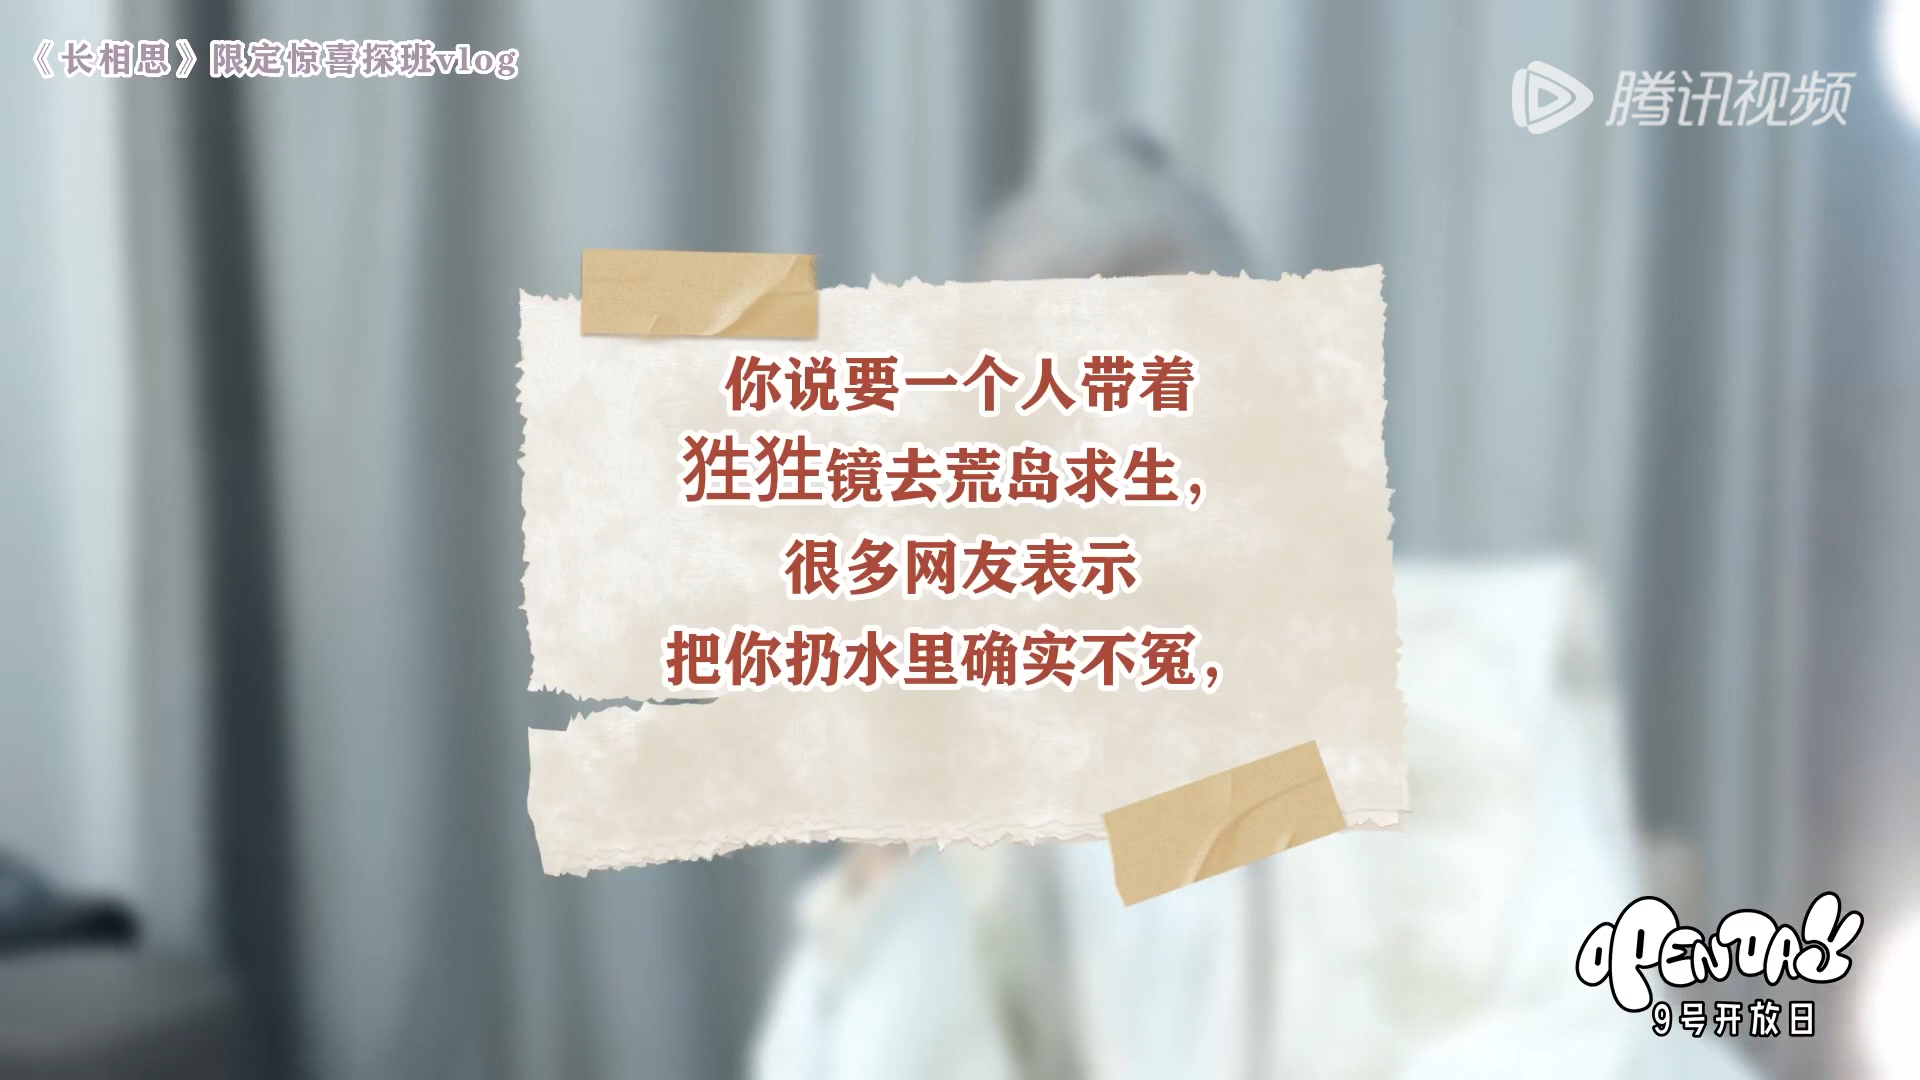 《长相思》限定惊喜探班vlog
腾讯视频
你说要一个人带着
狌狌镜去荒岛求生，
很多网友表示
把你扔水里确实不冤，
OPENDAY
9号开放日